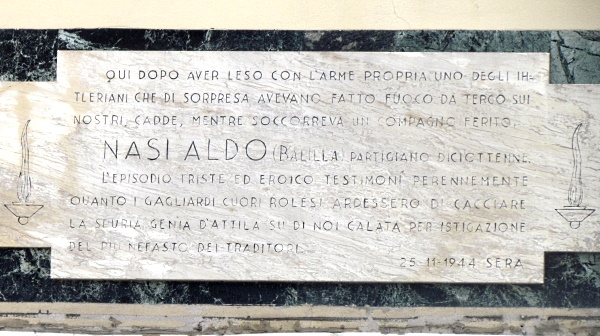 QUI DOPO AVER LESO CON L'ARME PROPRIA UNO DEGLI IH-
TLERIANI CHE DI SORPRESA AVEVANO FATTO FUOCO DA TERGO SUI
NOSTRI, CADDE, MENTRE SOCCORREVA UN COMPAGNO FERITO,
NASI ALDO (BALILLA) PARTIGIANO DICIOTTENNE.
L'EPISODIO TRISTE ED EROICO TESTIMONI PERENNEMENTE
QUANTO I GAGLIARDI CUORI ROLESI ARDESSERO DI CACCIARE
LA SCURIA GENIA D'ATTILA SU DI NOI CALATA PER ISTIGAZIONE
DEL PIÙ NEFASTO DEI TRADITORI.
25-11-1944 SERA